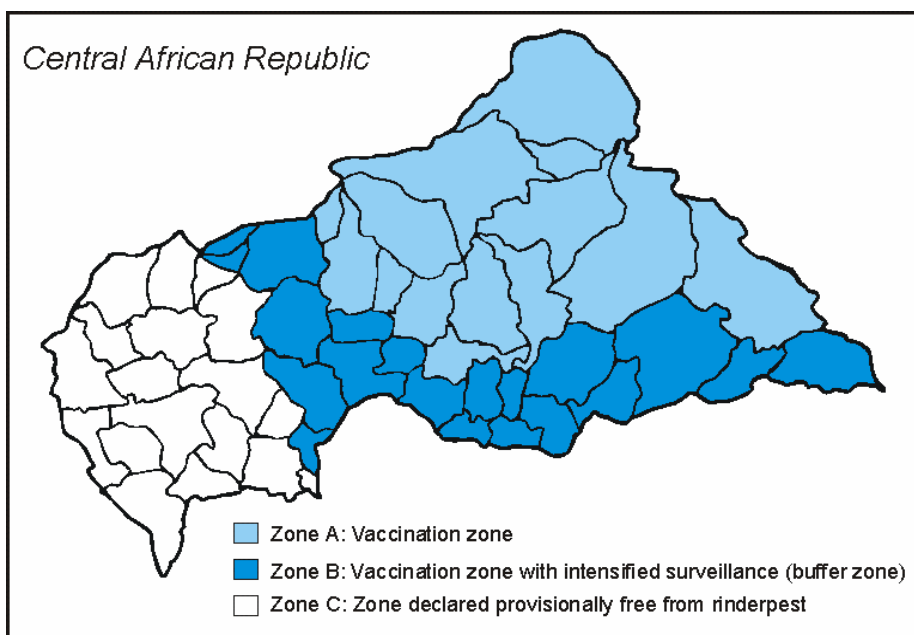 Central African Republic
Zone A: Vaccination zone
Zone B: Vaccination zone with intensified surveillance (buffer zone)
Zone C: Zone declared provisionally free from rinderpest